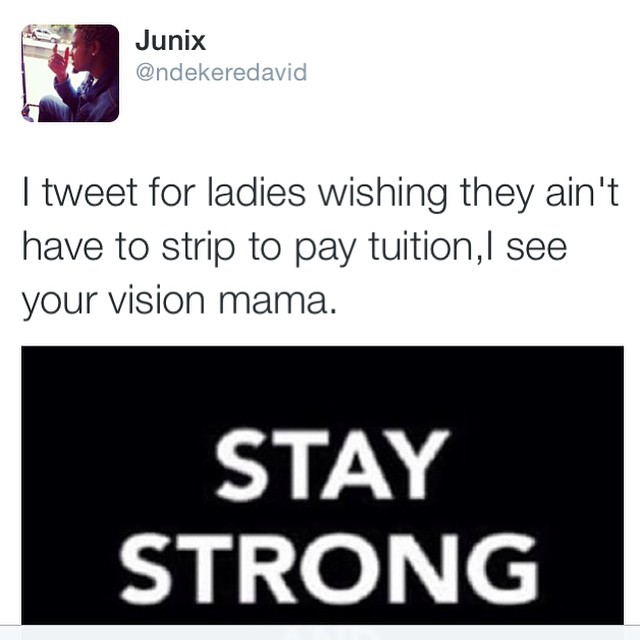 Junix
@ndekeredavid
I tweet for ladies wishing they ain't
have to strip to pay tuition,I see
your vision mama.
STAY
STRONG